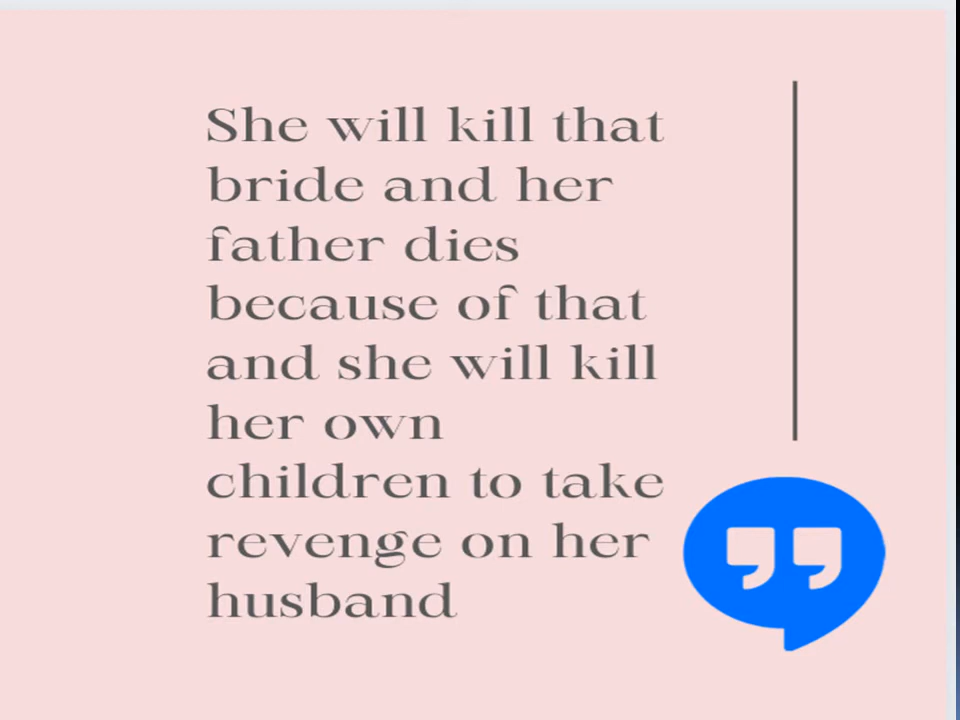 She will kill that
bride and her
father dies
because of that
and she will kill
her own
children to take
revenge on her
husband